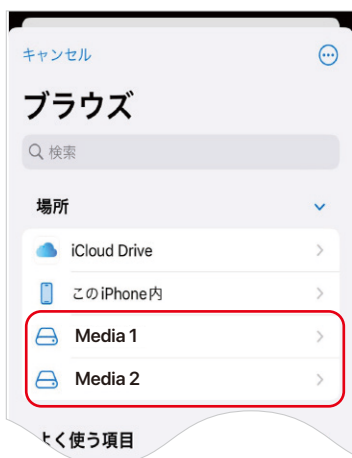 キャンセル
ブラウズ
検索
場所
iCloud Drive
このiPhone内
Media 1
Media 2
よく使う項目